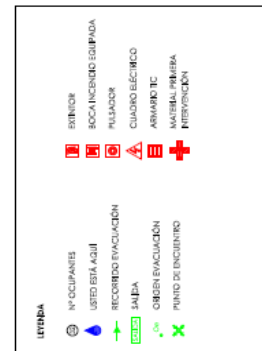 LEYENDA
Nº OCUPANTES
USTED ESTÁ AQUÍ
RECORRIDO EVACUACIÓN
SALIDA
ORIGEN EVACUACIÓN
PUNTO DE ENCUENTRO
EXTINTOR
BOCA INCENDIO EQUIPADA
PULSADOR
CUADRO ELÉCTRICO
ARMARIO TIC
MATERIAL PRIMERA
INTERVENCIÓN